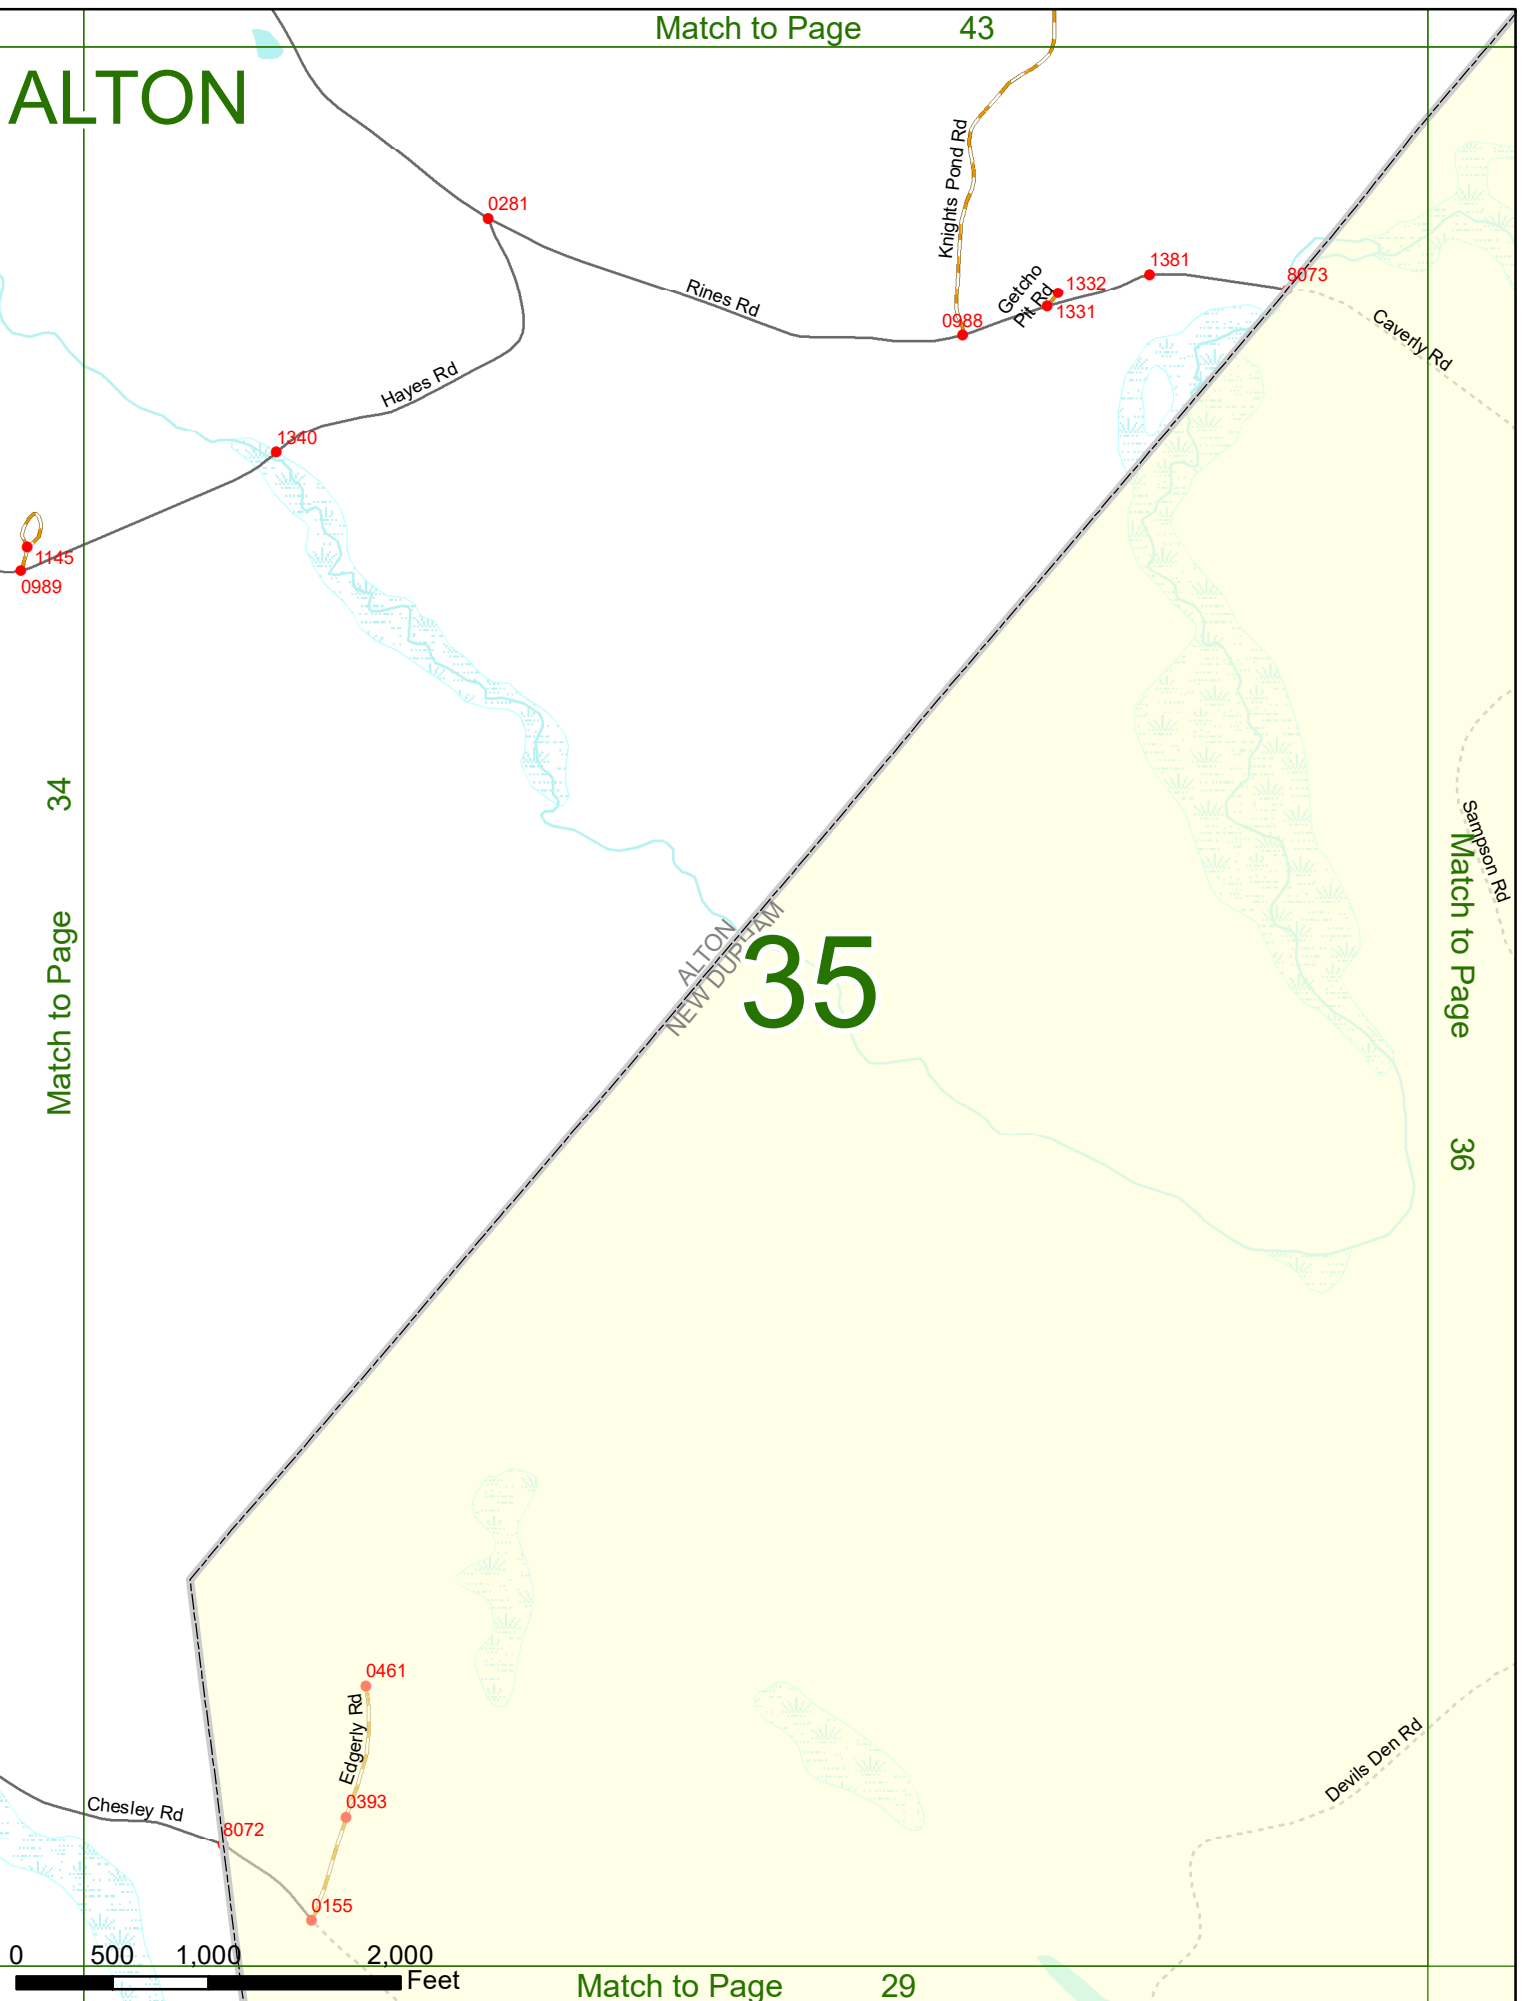 Match to Page 43
ALTON
0281
Knights Pond Rd
Rines Rd
Getcho
Pit Rd
1332
1331
1381
8073
0988
Caverly Rd
Hayes Rd
1340
1145
0989
34
Match to Page
Sampson Rd
Match to Page
36
ALTON
NEW DURHAM
35
0461
Edgerly Rd
0393
Chesley Rd
8072
0155
Devils Den Rd
0 500 1,000 2,000
Feet
Match to Page 29